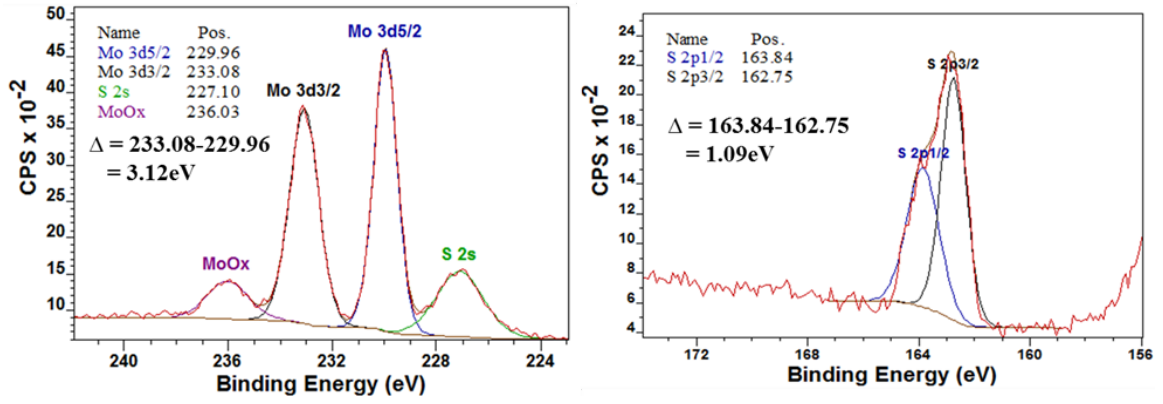 CPS x 10⁻²
50
45
40
35
30
25
20
15
10
Name Pos.
Mo 3d5/2 229.96
Mo 3d3/2 233.08
S 2s 227.10
MoOx 236.03
Δ = 233.08-229.96
= 3.12eV
Mo 3d5/2
Mo 3d3/2
MoOx
S 2s
240 236 232 228 224
Binding Energy (eV)
CPS x 10⁻²
24
22
20
18
16
14
12
10
8
6
4
Name Pos.
S 2p1/2 163.84
S 2p3/2 162.75
Δ = 163.84-162.75
= 1.09eV
S 2p3/2
S 2p1/2
172 168 164 160 156
Binding Energy (eV)